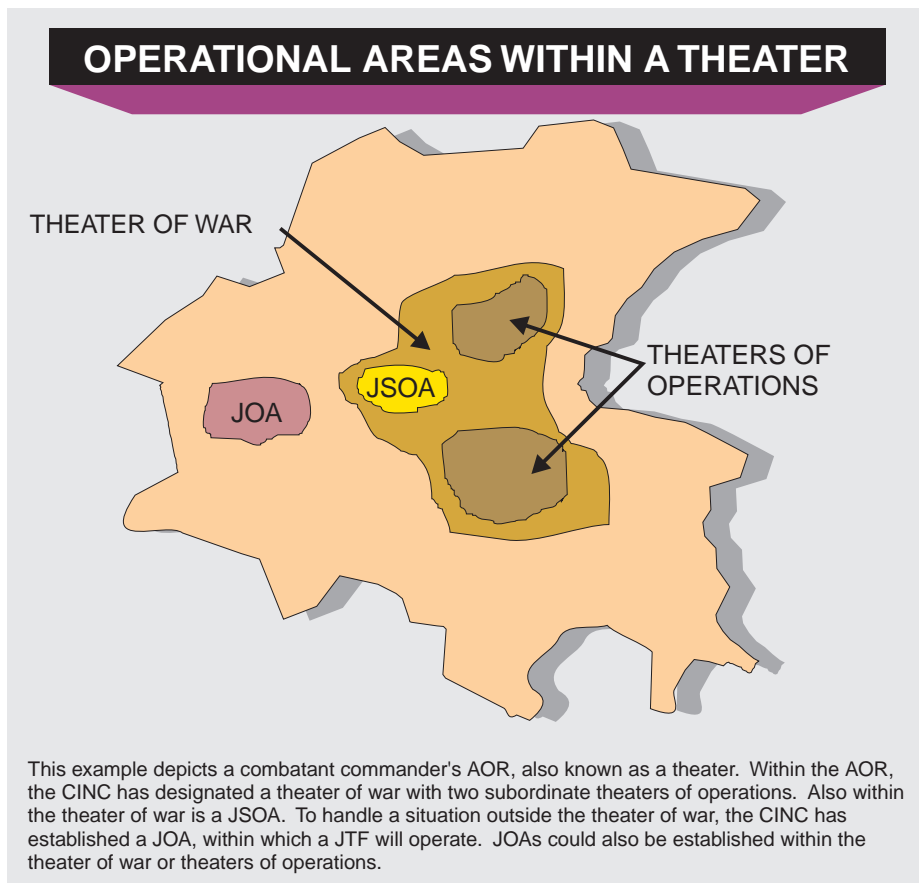 OPERATIONAL AREAS WITHIN A THEATER
THEATER OF WAR
THEATERS OF
OPERATIONS
JSOA
JOA
This example depicts a combatant commander's AOR, also known as a theater.  Within the AOR,
the CINC has designated a theater of war with two subordinate theaters of operations.  Also within
the theater of war is a JSOA.  To handle a situation outside the theater of war, the CINC has
established a JOA, within which a JTF will operate.  JOAs could also be established within the
theater of war or theaters of operations.